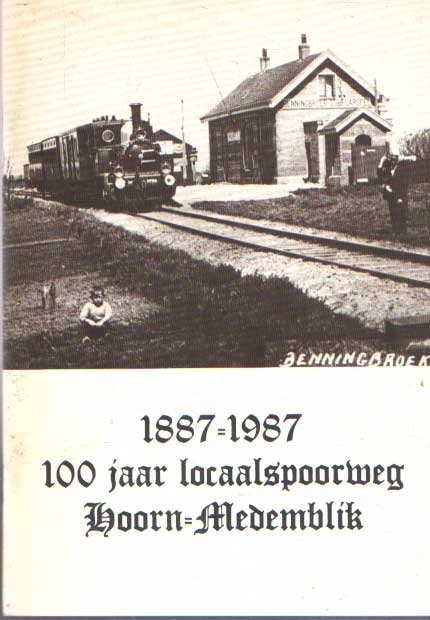 BENNINGBROEK
1887=1987
100 jaar locaalspoorweg
Hoorn=Medemblik